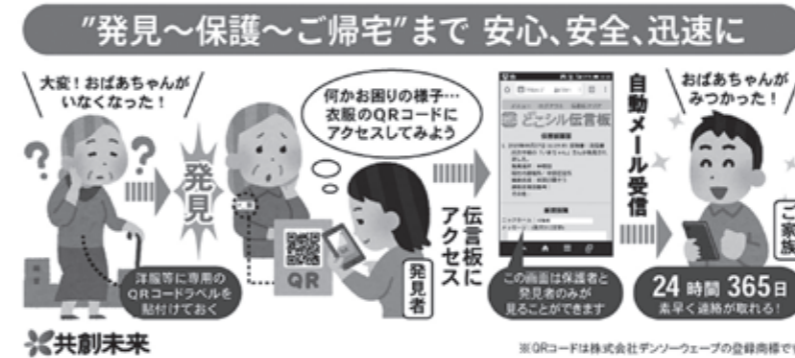 ”発見～保護～ご帰宅”まで 安心、安全、迅速に
大変！おばあちゃんが
いなくなった！
発見
洋服等に専用の
QRコードラベルを
貼付けておく
何かお困りの様子…
衣服のQRコードに
アクセスしてみよう
QR
発見者
伝言板に
アクセス
どこシル伝言板
この画面は保護者と
発見者のみが
見ることができます
自動メール受信
おばあちゃんが
みつかった！
ご家族
24時間 365日
素早く連絡が取れる！
共創未来
※QRコードは株式会社デンソーウェーブの登録商標です